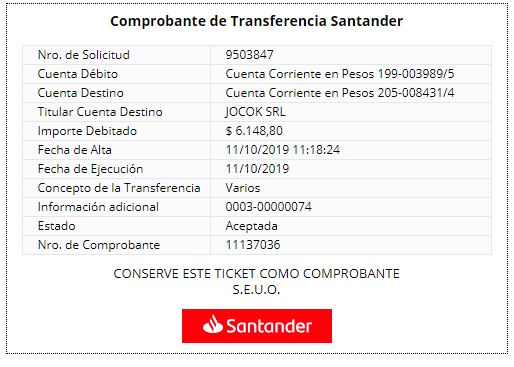 Comprobante de Transferencia Santander
Nro. de Solicitud 9503847
Cuenta Débito Cuenta Corriente en Pesos 199-003989/5
Cuenta Destino Cuenta Corriente en Pesos 205-008431/4
Titular Cuenta Destino JOCOK SRL
Importe Debitado $ 6.148,80
Fecha de Alta 11/10/2019 11:18:24
Fecha de Ejecución 11/10/2019
Concepto de la Transferencia Varios
Información adicional 0003-00000074
Estado Aceptada
Nro. de Comprobante 11137036
CONSERVE ESTE TICKET COMO COMPROBANTE
S.E.U.O.
Santander